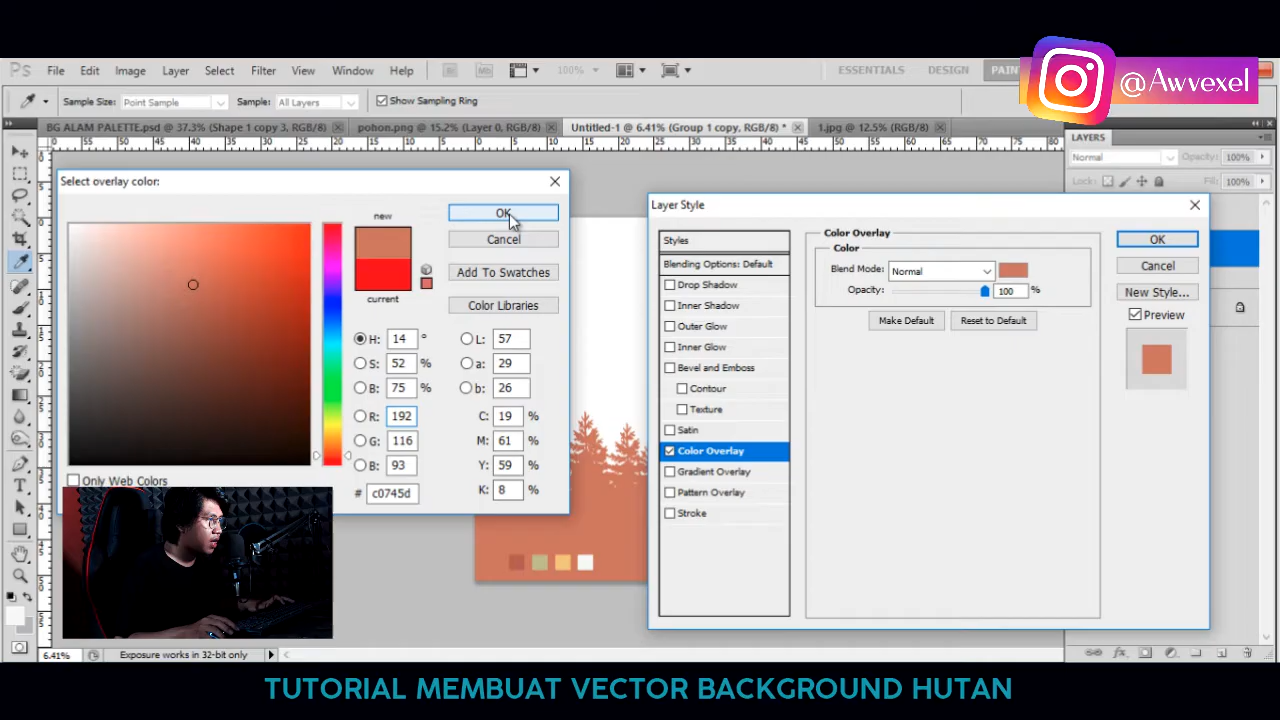 @Awvexel
Ps File Edit Image Layer Select Filter View Window Help Br Mb 100% ESSENTIALS DESIGN PAIN
Sample Size: Point Sample Sample: All Layers Show Sampling Ring
BG ALAM PALETTE.psd @ 37.3% (Shape 1 copy 3, RGB/8) pohon.png @ 15.2% (Layer 0, RGB/8) Untitled-1 @ 6.41% (Group 1 copy, RGB/8) * 1.jpg @ 12.5% (RGB/8)
LAYERS
Normal Opacity: 100%
Lock: Fill: 100%
Select overlay color:
new
current
OK
Cancel
Add To Swatches
Color Libraries
H: 14 ° L: 57
S: 52 % a: 29
B: 75 % b: 26
R: 192 C: 19 %
G: 116 M: 61 %
B: 93 Y: 59 %
# c0745d K: 8 %
Only Web Colors
Layer Style
Styles
Blending Options: Default
Drop Shadow
Inner Shadow
Outer Glow
Inner Glow
Bevel and Emboss
Contour
Texture
Satin
Color Overlay
Gradient Overlay
Pattern Overlay
Stroke
Color Overlay
Color
Blend Mode: Normal
Opacity: 100 %
Make Default Reset to Default
OK
Cancel
New Style...
Preview
6.41% Exposure works in 32-bit only
TUTORIAL MEMBUAT VECTOR BACKGROUND HUTAN